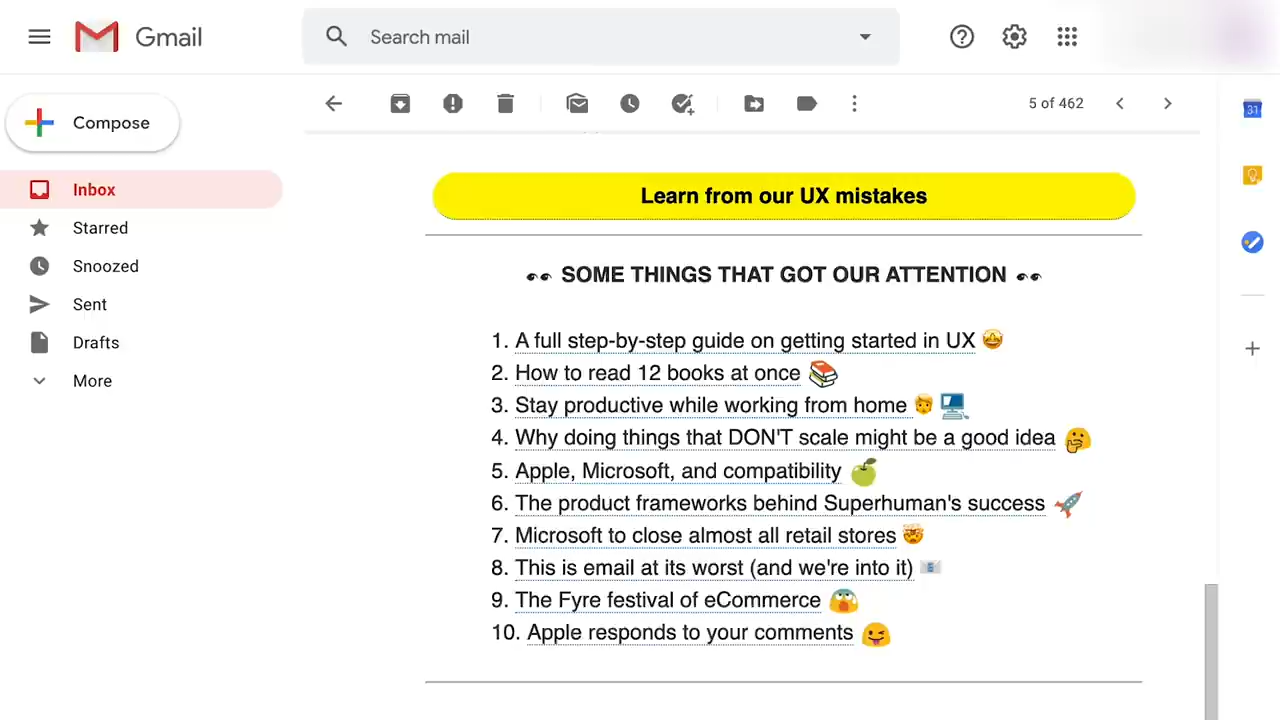 Gmail
Search mail
Compose
5 of 462
31
Inbox
Starred
Snoozed
Sent
Drafts
More
Learn from our UX mistakes
👀 SOME THINGS THAT GOT OUR ATTENTION 👀
1. A full step-by-step guide on getting started in UX 🤩
2. How to read 12 books at once 📚
3. Stay productive while working from home 🧑‍💻
4. Why doing things that DON'T scale might be a good idea 🤔
5. Apple, Microsoft, and compatibility 🍏
6. The product frameworks behind Superhuman's success 🚀
7. Microsoft to close almost all retail stores 🤯
8. This is email at its worst (and we're into it) 📧
9. The Fyre festival of eCommerce 😱
10. Apple responds to your comments 😜